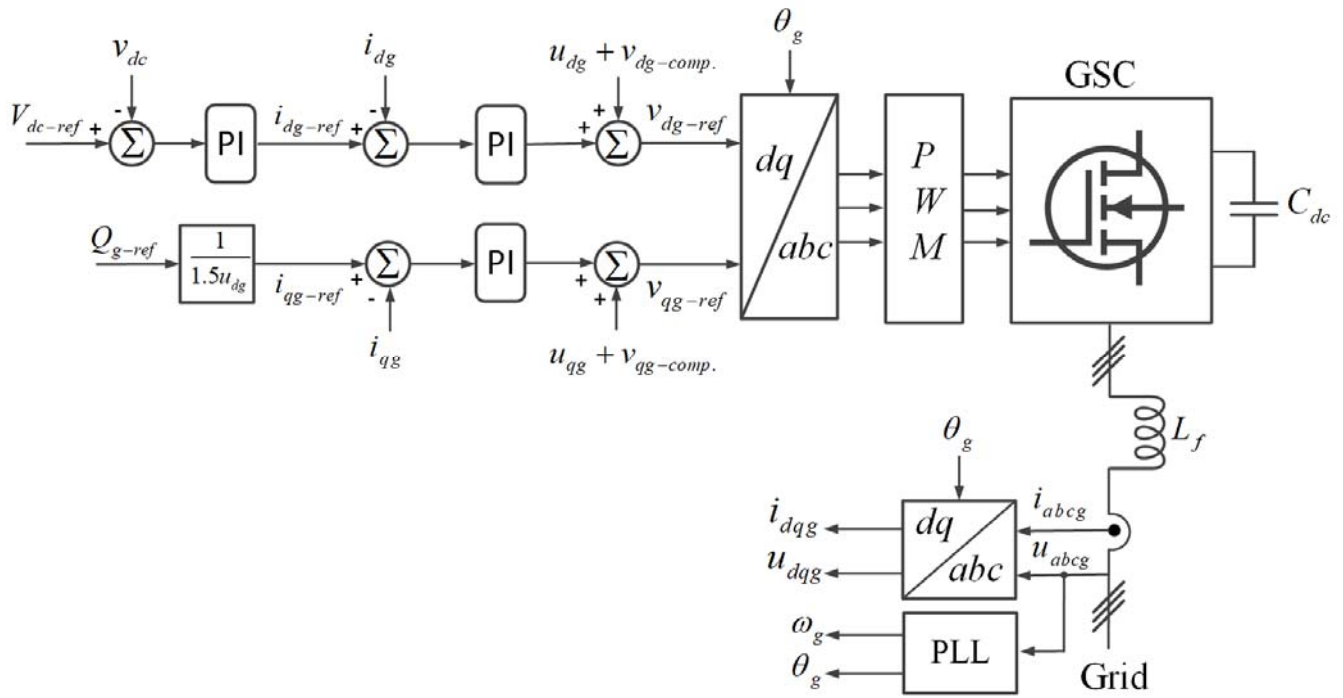 θg
vdc
idg
udg + vdg-comp.
GSC
Vdc-ref
+
-
Σ
PI
idg-ref
+
-
Σ
PI
+
+
Σ
vdg-ref
dq
abc
P
W
M
Cdc
Qg-ref
1
1.5udg
iqg-ref
+
-
Σ
PI
+
+
Σ
vqg-ref
iqg
uqg + vqg-comp.
Lf
θg
idqg
dq
abc
iabcg
udqg
uabcg
ωg
PLL
θg
Grid